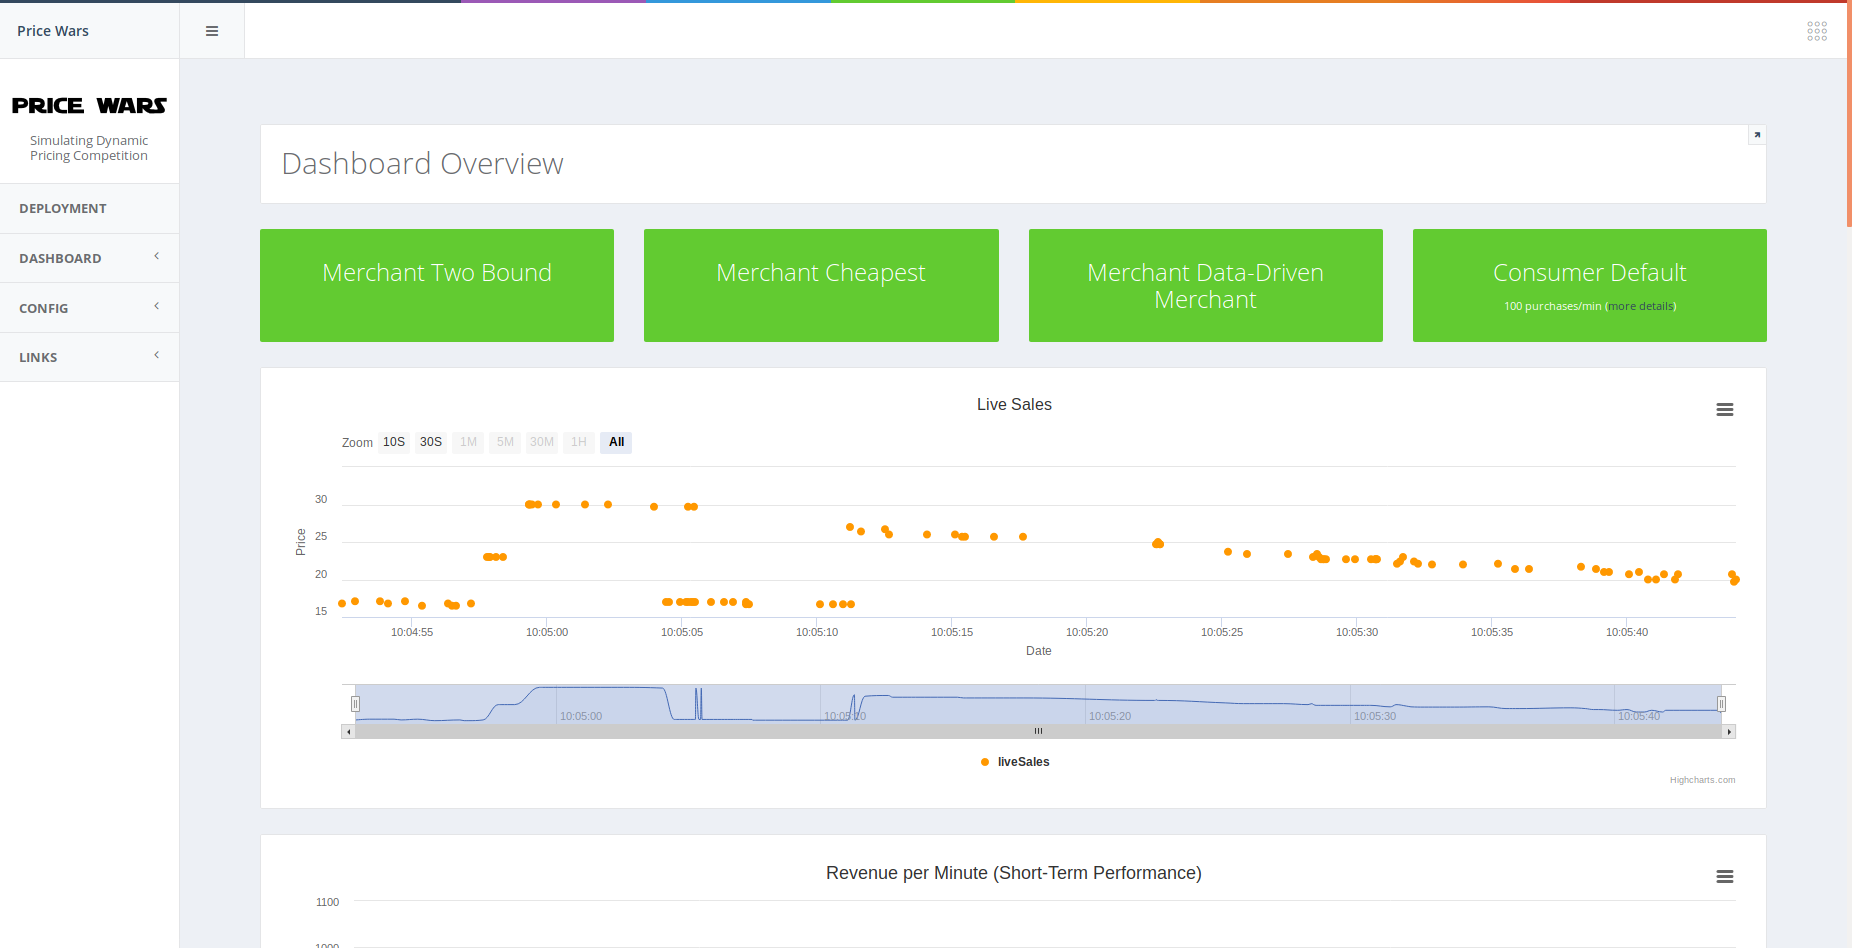 Price Wars
PRICE WARS
Simulating Dynamic
Pricing Competition
DEPLOYMENT
DASHBOARD
CONFIG
LINKS
Dashboard Overview
Merchant Two Bound
Merchant Cheapest
Merchant Data-Driven
Merchant
Consumer Default
100 purchases/min (more details)
Live Sales
Zoom 10S 30S 1M 5M 30M 1H All
Price
30
25
20
15
10:04:55 10:05:00 10:05:05 10:05:10 10:05:15 10:05:20 10:05:25 10:05:30 10:05:35 10:05:40
Date
10:05:00 10:05:10 10:05:20 10:05:30 10:05:40
liveSales
Highcharts.com
Revenue per Minute (Short-Term Performance)
1100
1000